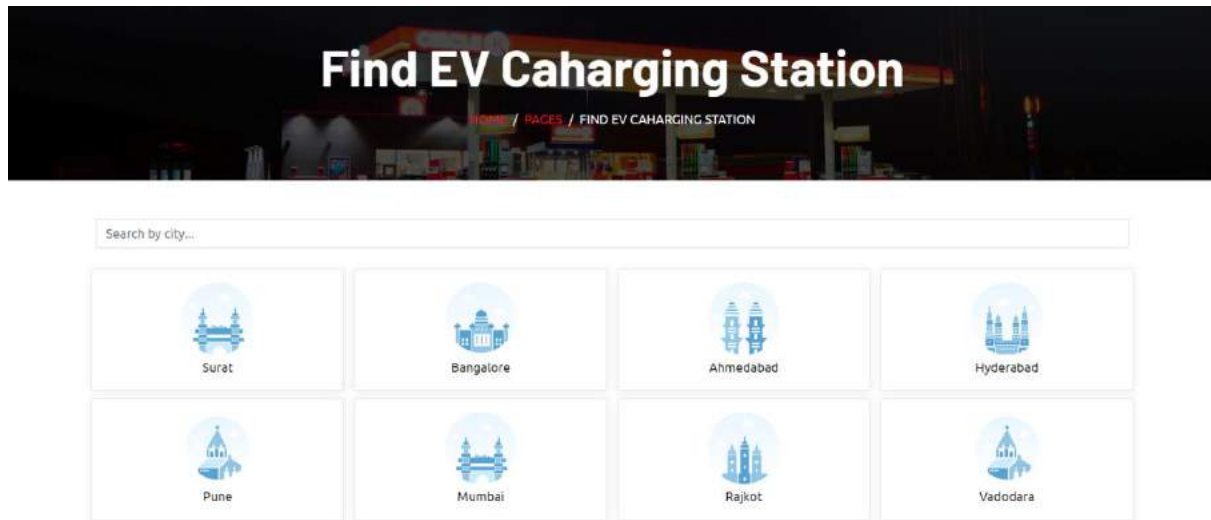 Find EV Caharging Station
HOME / PAGES / FIND EV CAHARGING STATION
Search by city...
Surat
Bangalore
Ahmedabad
Hyderabad
Pune
Mumbai
Rajkot
Vadodara